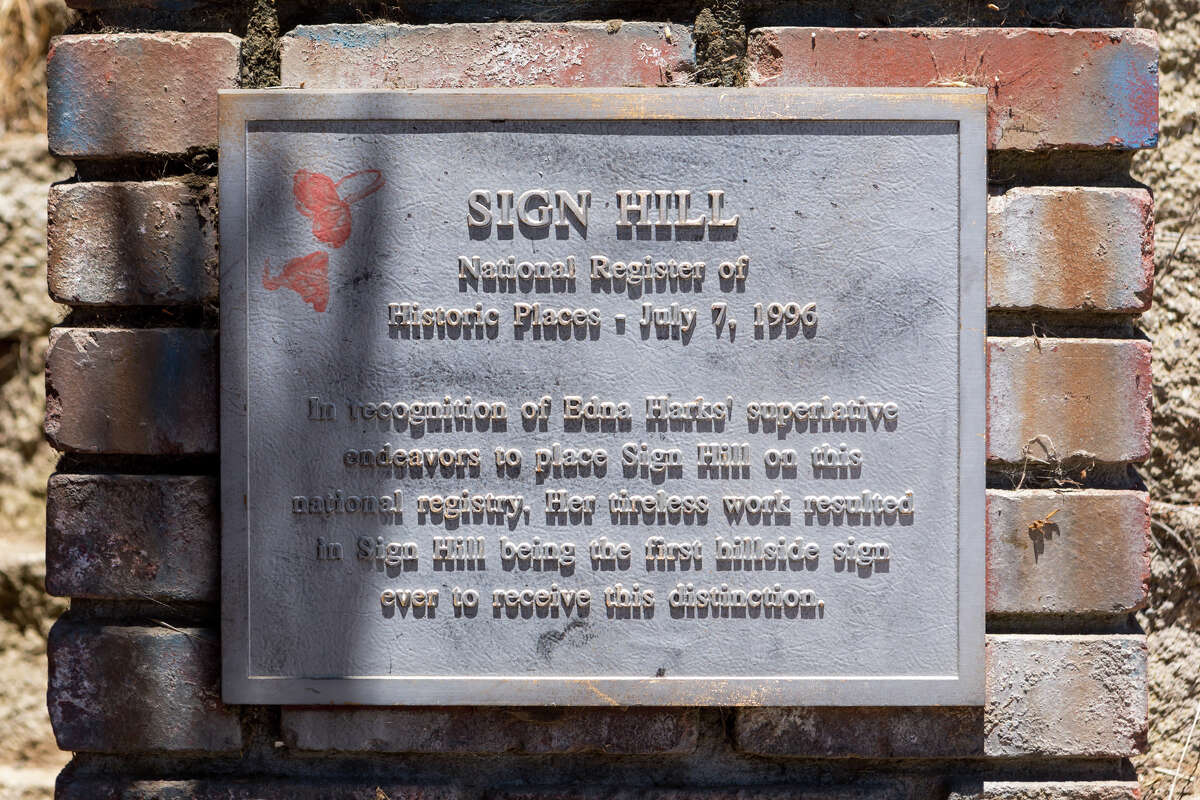 SIGN HILL
National Register of
Historic Places - July 7, 1996
In recognition of Edna Harks' superlative
endeavors to place Sign Hill on this
national registry. Her tireless work resulted
in Sign Hill being the first hillside sign
ever to receive this distinction.